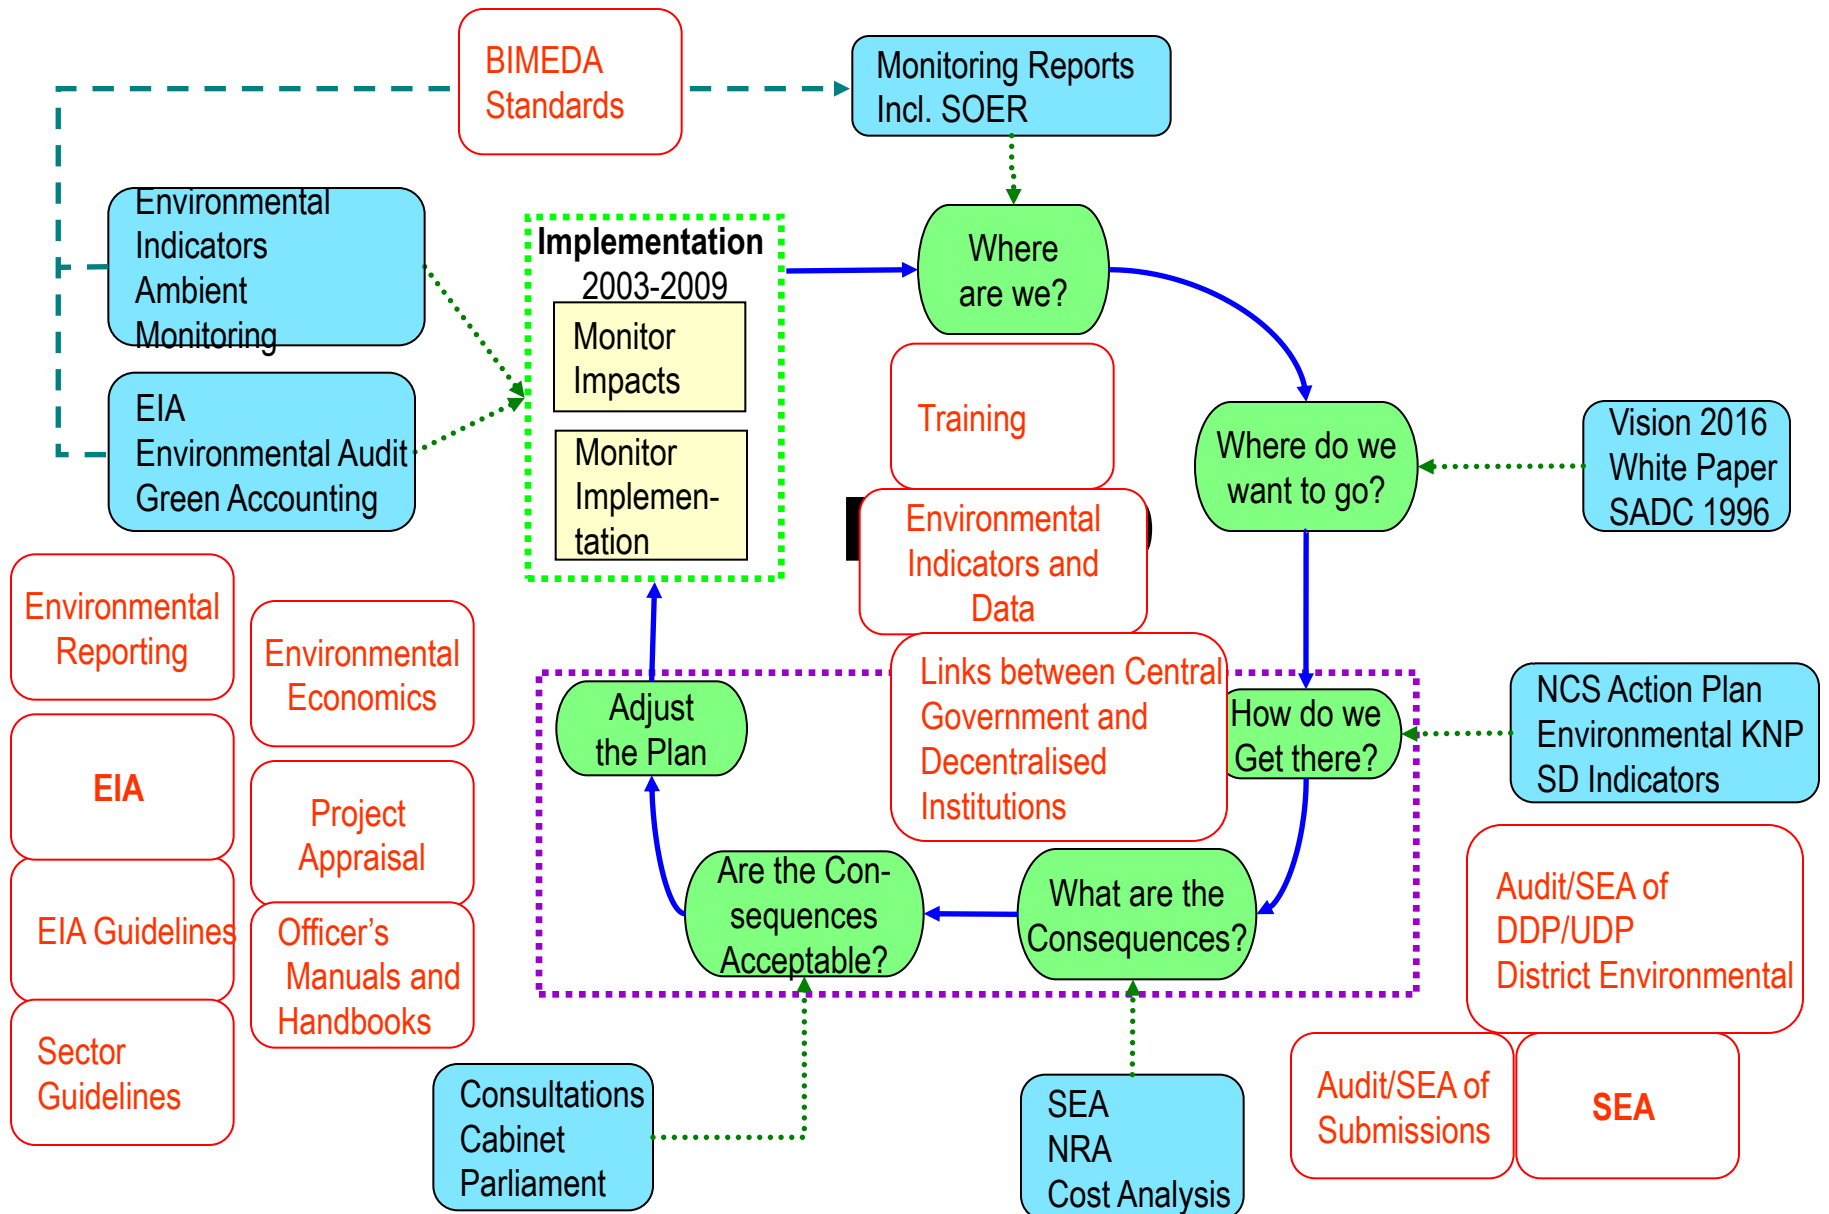 BIMEDA
Standards
Monitoring Reports
Incl. SOER
Environmental
Indicators
Ambient
Monitoring
Implementation
2003-2009
Monitor
Impacts
Monitor
Implemen-
tation
Where
are we?
EIA
Environmental Audit
Green Accounting
Training
Where do we
want to go?
Vision 2016
White Paper
SADC 1996
Environmental
Indicators and
Data
Environmental
Reporting
Environmental
Economics
Links between Central
Government and
Decentralised
Institutions
Adjust
the Plan
How do we
Get there?
NCS Action Plan
Environmental KNP
SD Indicators
EIA
Project
Appraisal
Are the Con-
sequences
Acceptable?
What are the
Consequences?
Audit/SEA of
DDP/UDP
District Environmental
EIA Guidelines
Officer's
Manuals and
Handbooks
Sector
Guidelines
Consultations
Cabinet
Parliament
SEA
NRA
Cost Analysis
Audit/SEA of
Submissions
SEA